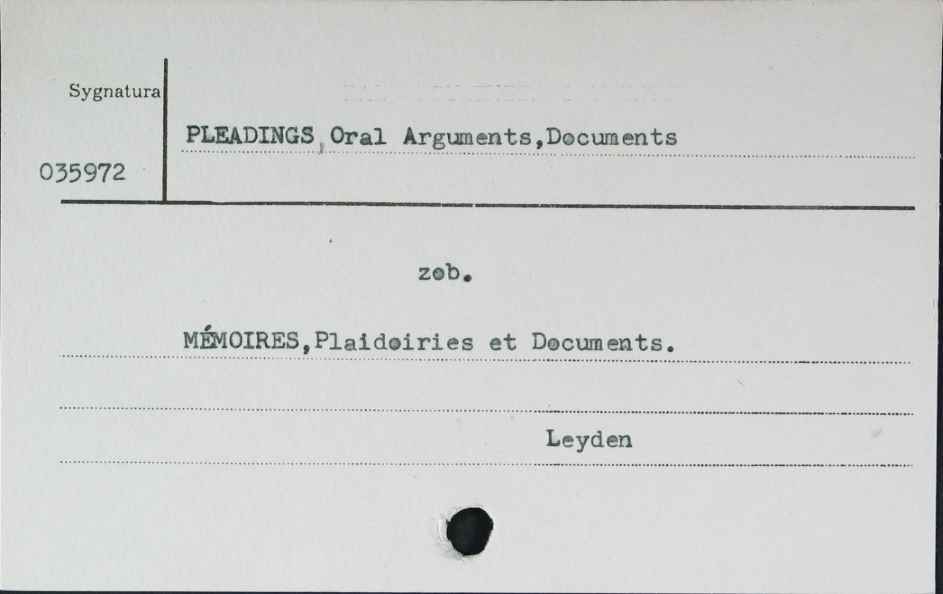 Sygnatura
PLEADINGS, Oral Arguments,Documents
035972
zob.
MÉMOIRES,Plaidoiries et Documents.
Leyden